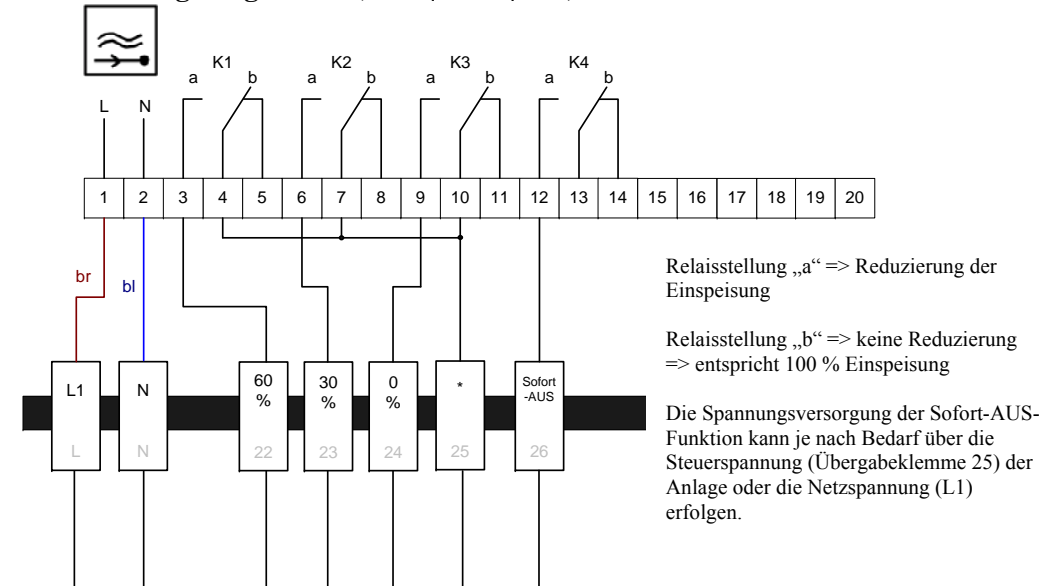 K1 K2 K3 K4
a b a b a b a b
L N
1 2 3 4 5 6 7 8 9 10 11 12 13 14 15 16 17 18 19 20
br
bl
Relaisstellung „a“ => Reduzierung der
Einspeisung
Relaisstellung „b“ => keine Reduzierung
=> entspricht 100 % Einspeisung
Die Spannungsversorgung der Sofort-AUS-
Funktion kann je nach Bedarf über die
Steuerspannung (Übergabeklemme 25) der
Anlage oder die Netzspannung (L1)
erfolgen.
L1
L
N
N
60
%
22
30
%
23
0
%
24
*
25
Sofort
-AUS
26